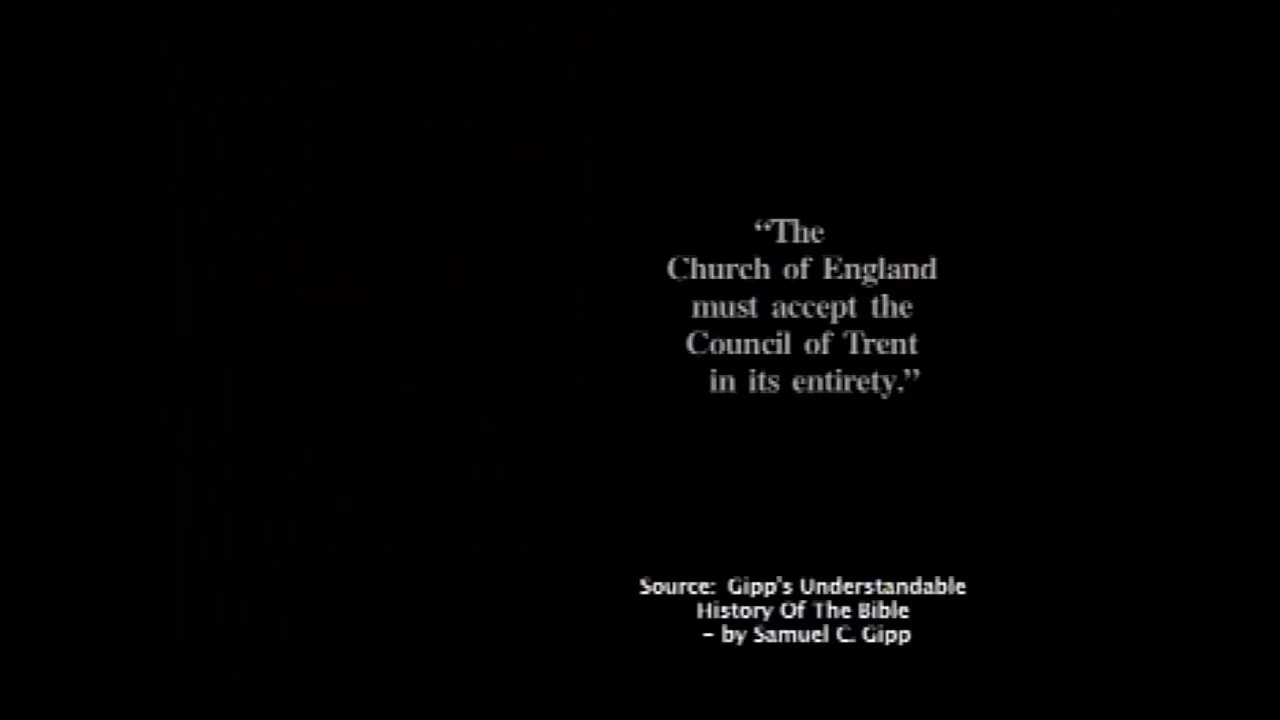 “The
Church of England
must accept the
Council of Trent
in its entirety.”
Source: Gipp's Understandable
History Of The Bible
– by Samuel C. Gipp